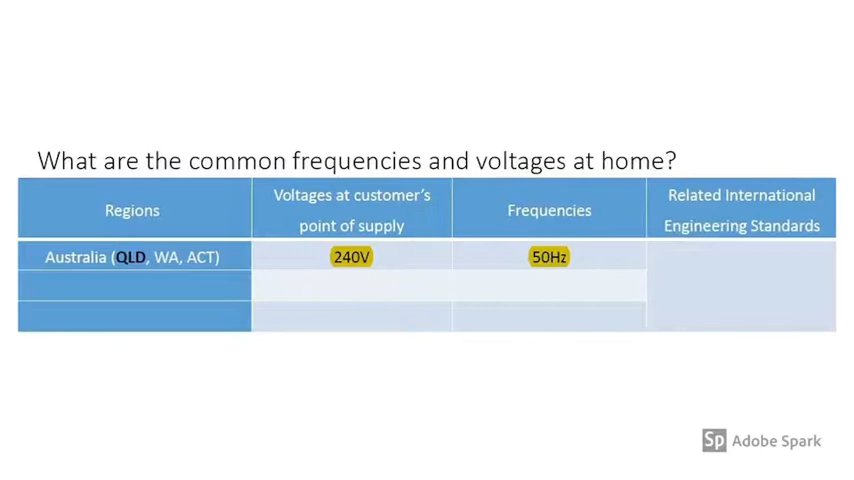 What are the common frequencies and voltages at home?
Regions
Voltages at customer's
point of supply
Frequencies
Related International
Engineering Standards
Australia (QLD, WA, ACT)
240V
50Hz
Sp Adobe Spark